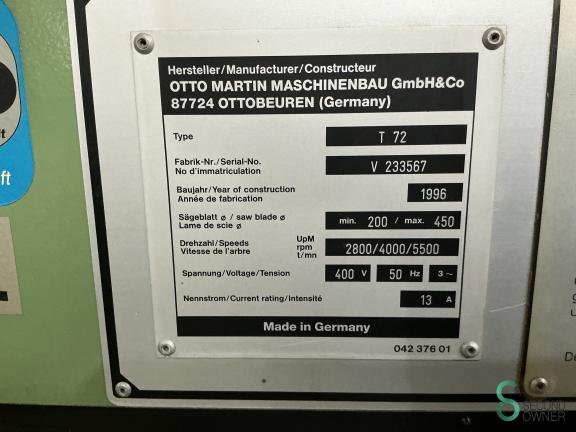 Hersteller/Manufacturer/Constructeur
OTTO MARTIN MASCHINENBAU GmbH&Co
87724 OTTOBEUREN (Germany)
Type T 72
Fabrik-Nr./Serial-No. V 233567
No d'immatriculation
Baujahr/Year of construction 1996
Année de fabrication
Sägeblatt ø / saw blade ø min. 200 / max. 450
Lame de scie ø
Drehzahl/Speeds UpM 2800/4000/5500
Vitesse de l'arbre rpm
t/mn
Spannung/Voltage/Tension 400 V 50 Hz 3 ~
Nennstrom/Current rating/Intensité 13 A
Made in Germany
042 376 01
SECOND
OWNER